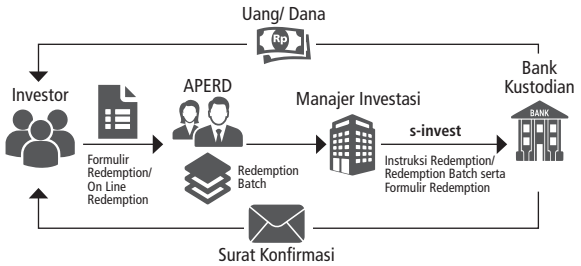 Uang/ Dana
Rp
Investor
Formulir
Redemption/
On Line
Redemption
APERD
Redemption
Batch
Manajer Investasi
s-invest
Instruksi Redemption/
Redemption Batch serta
Formulir Redemption
Bank
Kustodian
BANK
Surat Konfirmasi